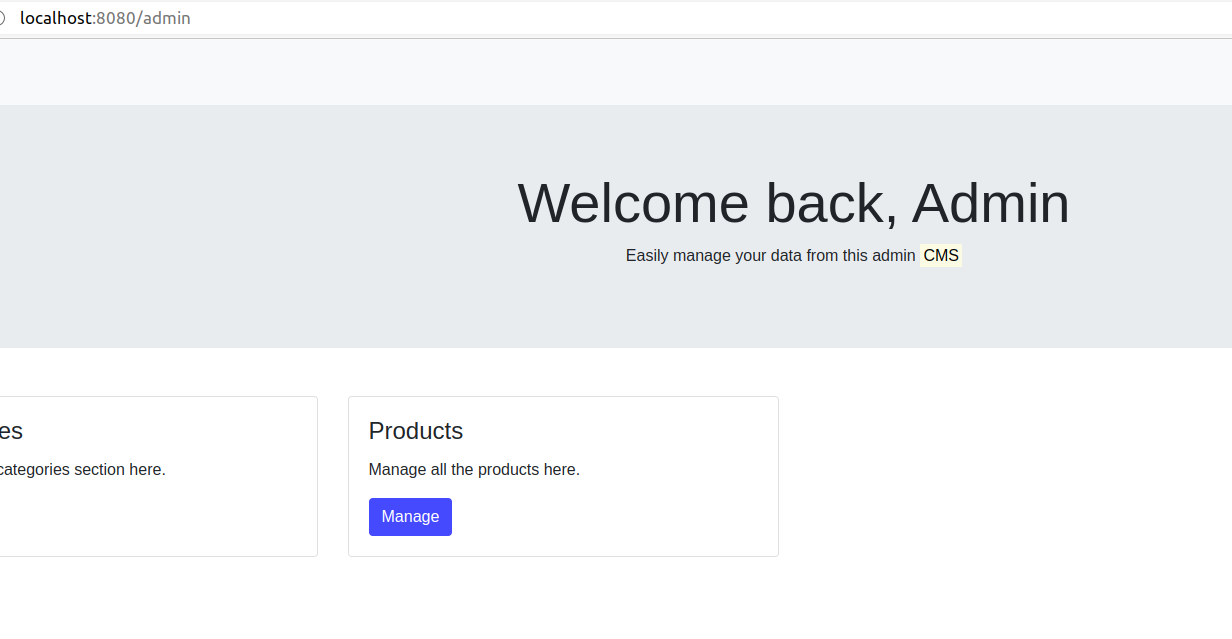 localhost:8080/admin
Welcome back, Admin
Easily manage your data from this admin CMS
es
categories section here.
Products
Manage all the products here.
Manage